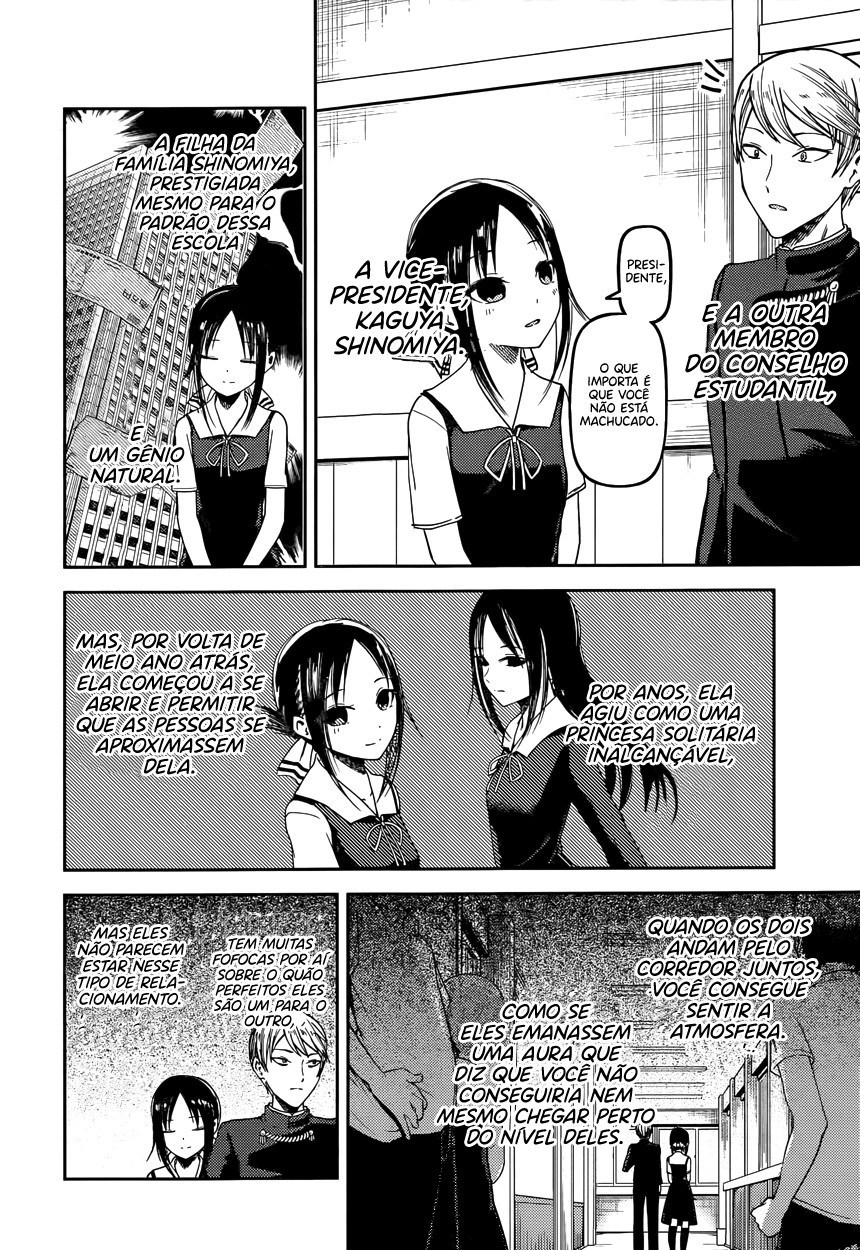 E A OUTRA
MEMBRO
DO CONSELHO
ESTUDANTIL,
PRESI-
DENTE,
O QUE
IMPORTA É
QUE VOCÊ
NÃO ESTÁ
MACHUCADO.
A VICE-
PRESIDENTE,
KAGUYA
SHINOMIYA.
A FILHA DA
FAMÍLIA SHINOMIYA,
PRESTIGIADA
MESMO PARA O
PADRÃO DESSA
ESCOLA
E
UM GÊNIO
NATURAL!
POR ANOS, ELA
AGIU COMO UMA
PRINCESA SOLITÁRIA
INALCANÇÁVEL,
MAS, POR VOLTA DE
MEIO ANO ATRÁS,
ELA COMEÇOU A SE
ABRIR E PERMITIR
QUE AS PESSOAS SE
APROXIMASSEM
DELA.
QUANDO OS DOIS
ANDAM PELO
CORREDOR JUNTOS,
VOCÊ CONSEGUE
SENTIR A
ATMOSFERA.
COMO SE
ELES EMANASSEM
UMA AURA QUE
DIZ QUE VOCÊ NÃO
CONSEGUIRIA NEM
MESMO CHEGAR PERTO
DO NÍVEL DELES.
TEM MUITAS
FOFOCAS POR AÍ
SOBRE O QUÃO
PERFEITOS ELES
SÃO UM PARA O
OUTRO,
MAS ELES
NÃO PARECEM
ESTAR NESSE
TIPO DE RELA-
CIONAMENTO.